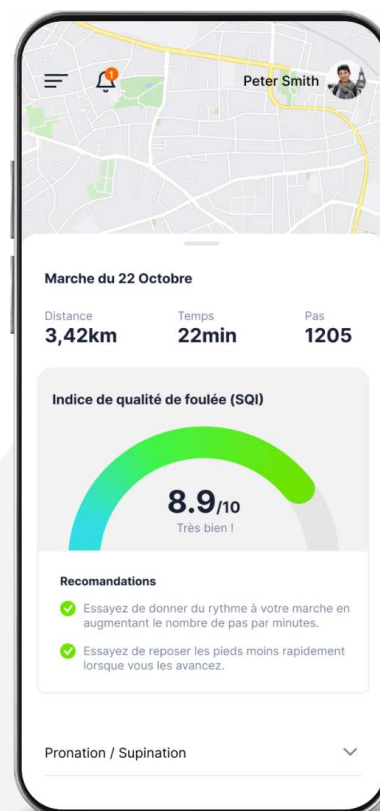 1
Peter Smith
Marche du 22 Octobre
Distance Temps Pas
3,42km 22min 1205
Indice de qualité de foulée (SQI)
8.9/10
Très bien !
Recomandations
Essayez de donner du rythme à votre marche en
augmentant le nombre de pas par minutes.
Essayez de reposer les pieds moins rapidement
lorsque vous les avancez.
Pronation / Supination